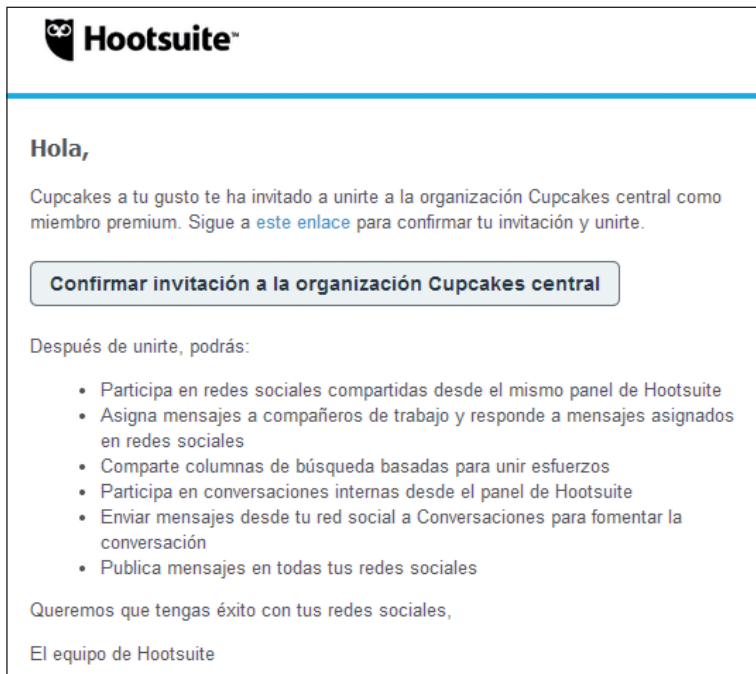 Hootsuite™
Hola,
Cupcakes a tu gusto te ha invitado a unirte a la organización Cupcakes central como
miembro premium. Sigue a este enlace para confirmar tu invitación y unirte.
Confirmar invitación a la organización Cupcakes central
Después de unirte, podrás:
• Participa en redes sociales compartidas desde el mismo panel de Hootsuite
• Asigna mensajes a compañeros de trabajo y responde a mensajes asignados
en redes sociales
• Comparte columnas de búsqueda basadas para unir esfuerzos
• Participa en conversaciones internas desde el panel de Hootsuite
• Enviar mensajes desde tu red social a Conversaciones para fomentar la
conversación
• Publica mensajes en todas tus redes sociales
Queremos que tengas éxito con tus redes sociales,
El equipo de Hootsuite